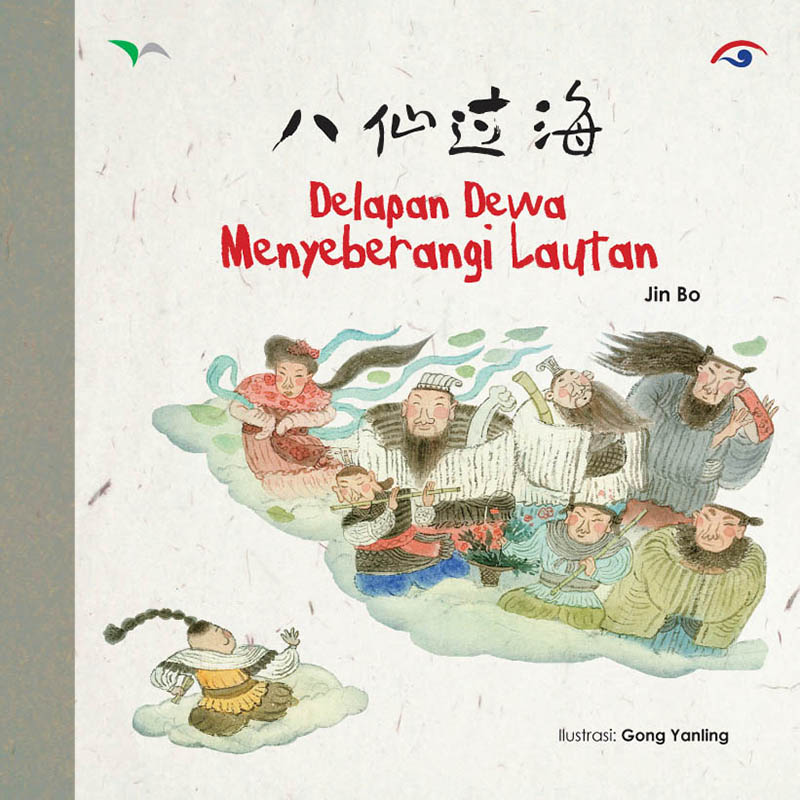 八仙过海
Delapan Dewa
Menyeberangi Lautan
Jin Bo
Ilustrasi: Gong Yanling